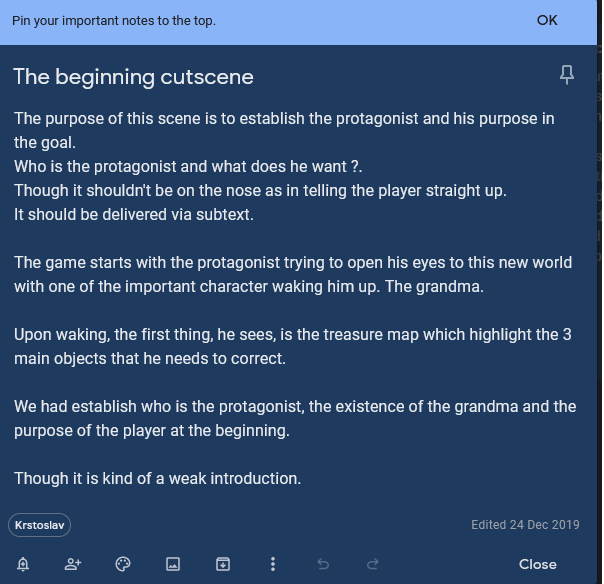 Pin your important notes to the top.
OK
The beginning cutscene
The purpose of this scene is to establish the protagonist and his purpose in
the goal.
Who is the protagonist and what does he want ?.
Though it shouldn't be on the nose as in telling the player straight up.
It should be delivered via subtext.
The game starts with the protagonist trying to open his eyes to this new world
with one of the important character waking him up. The grandma.
Upon waking, the first thing, he sees, is the treasure map which highlight the 3
main objects that he needs to correct.
We had establish who is the protagonist, the existence of the grandma and the
purpose of the player at the beginning.
Though it is kind of a weak introduction.
Krstoslav
Edited 24 Dec 2019
Close